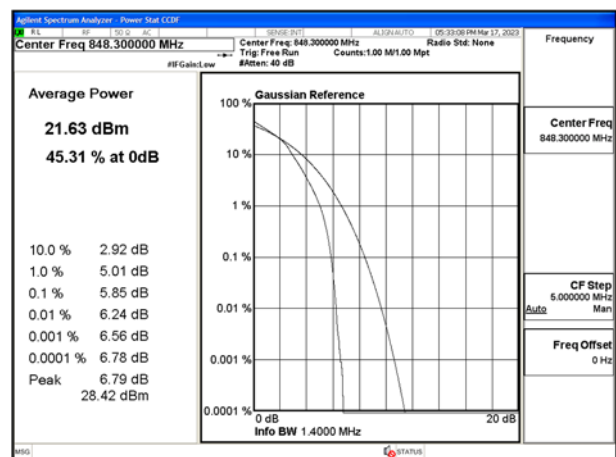 Agilent Spectrum Analyzer - Power Stat CCDF
RL RF 50 Ω AC SENSE:INT ALIGN AUTO 05:33:08 PM Mar 17, 2023
Center Freq 848.300000 MHz
Center Freq: 848.300000 MHz Radio Std: None
Trig: Free Run Counts:1.00 M/1.00 Mpt
#IFGain:Low #Atten: 40 dB
Frequency
Average Power
21.63 dBm
45.31 % at 0dB
10.0 % 2.92 dB
1.0 % 5.01 dB
0.1 % 5.85 dB
0.01 % 6.24 dB
0.001 % 6.56 dB
0.0001 % 6.78 dB
Peak 6.79 dB
28.42 dBm
Gaussian Reference
100 %
10 %
1 %
0.1 %
0.01 %
0.001 %
0.0001 %
0 dB 20 dB
Info BW 1.4000 MHz
Center Freq
848.300000 MHz
CF Step
5.000000 MHz
Auto Man
Freq Offset
0 Hz
MSG STATUS